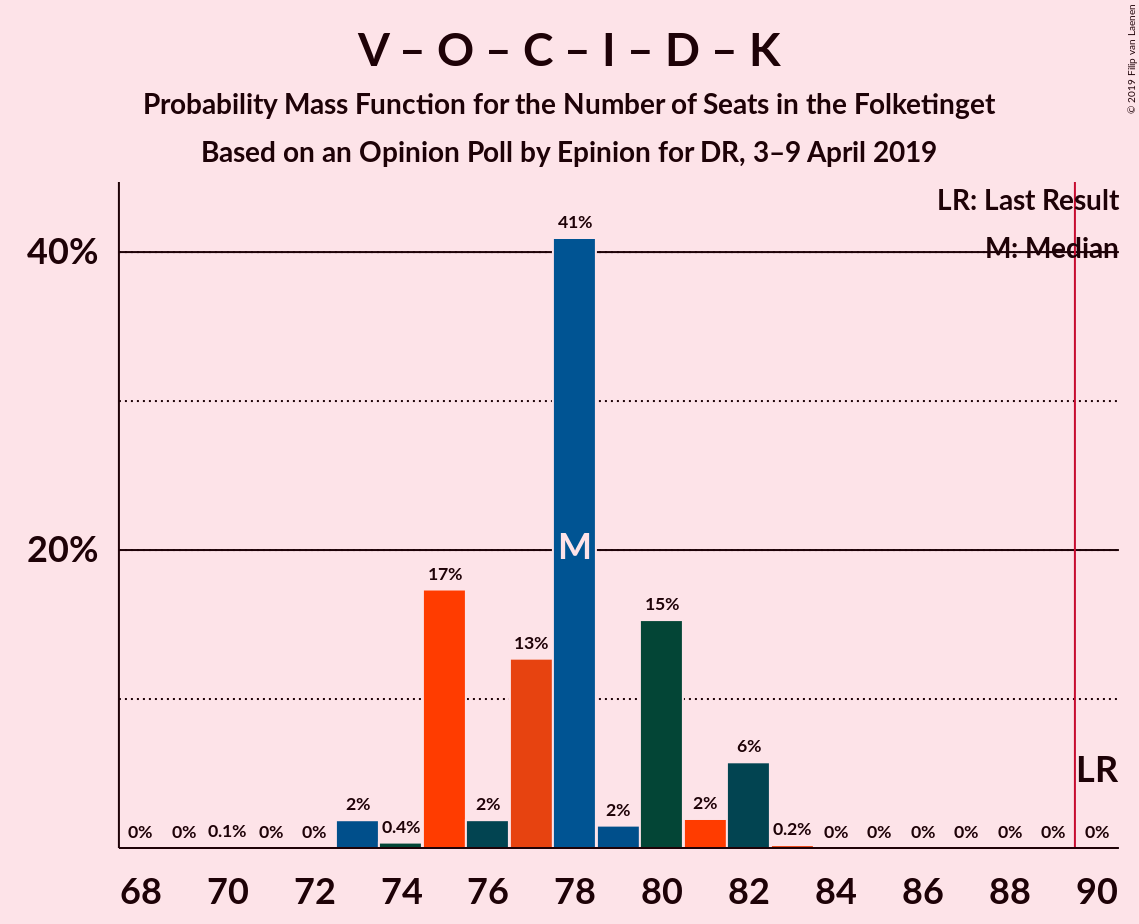 V – O – C – I – D – K
Probability Mass Function for the Number of Seats in the Folketinget
Based on an Opinion Poll by Epinion for DR, 3–9 April 2019
© 2019 Filip van Laenen
LR: Last Result
M: Median
40%
20%
41%
M
17%
15%
13%
6%
LR
0% 0% 0.1% 0% 0% 2% 0.4% 2% 2% 2% 0.2% 0% 0% 0% 0% 0% 0% 0%
68 70 72 74 76 78 80 82 84 86 88 90